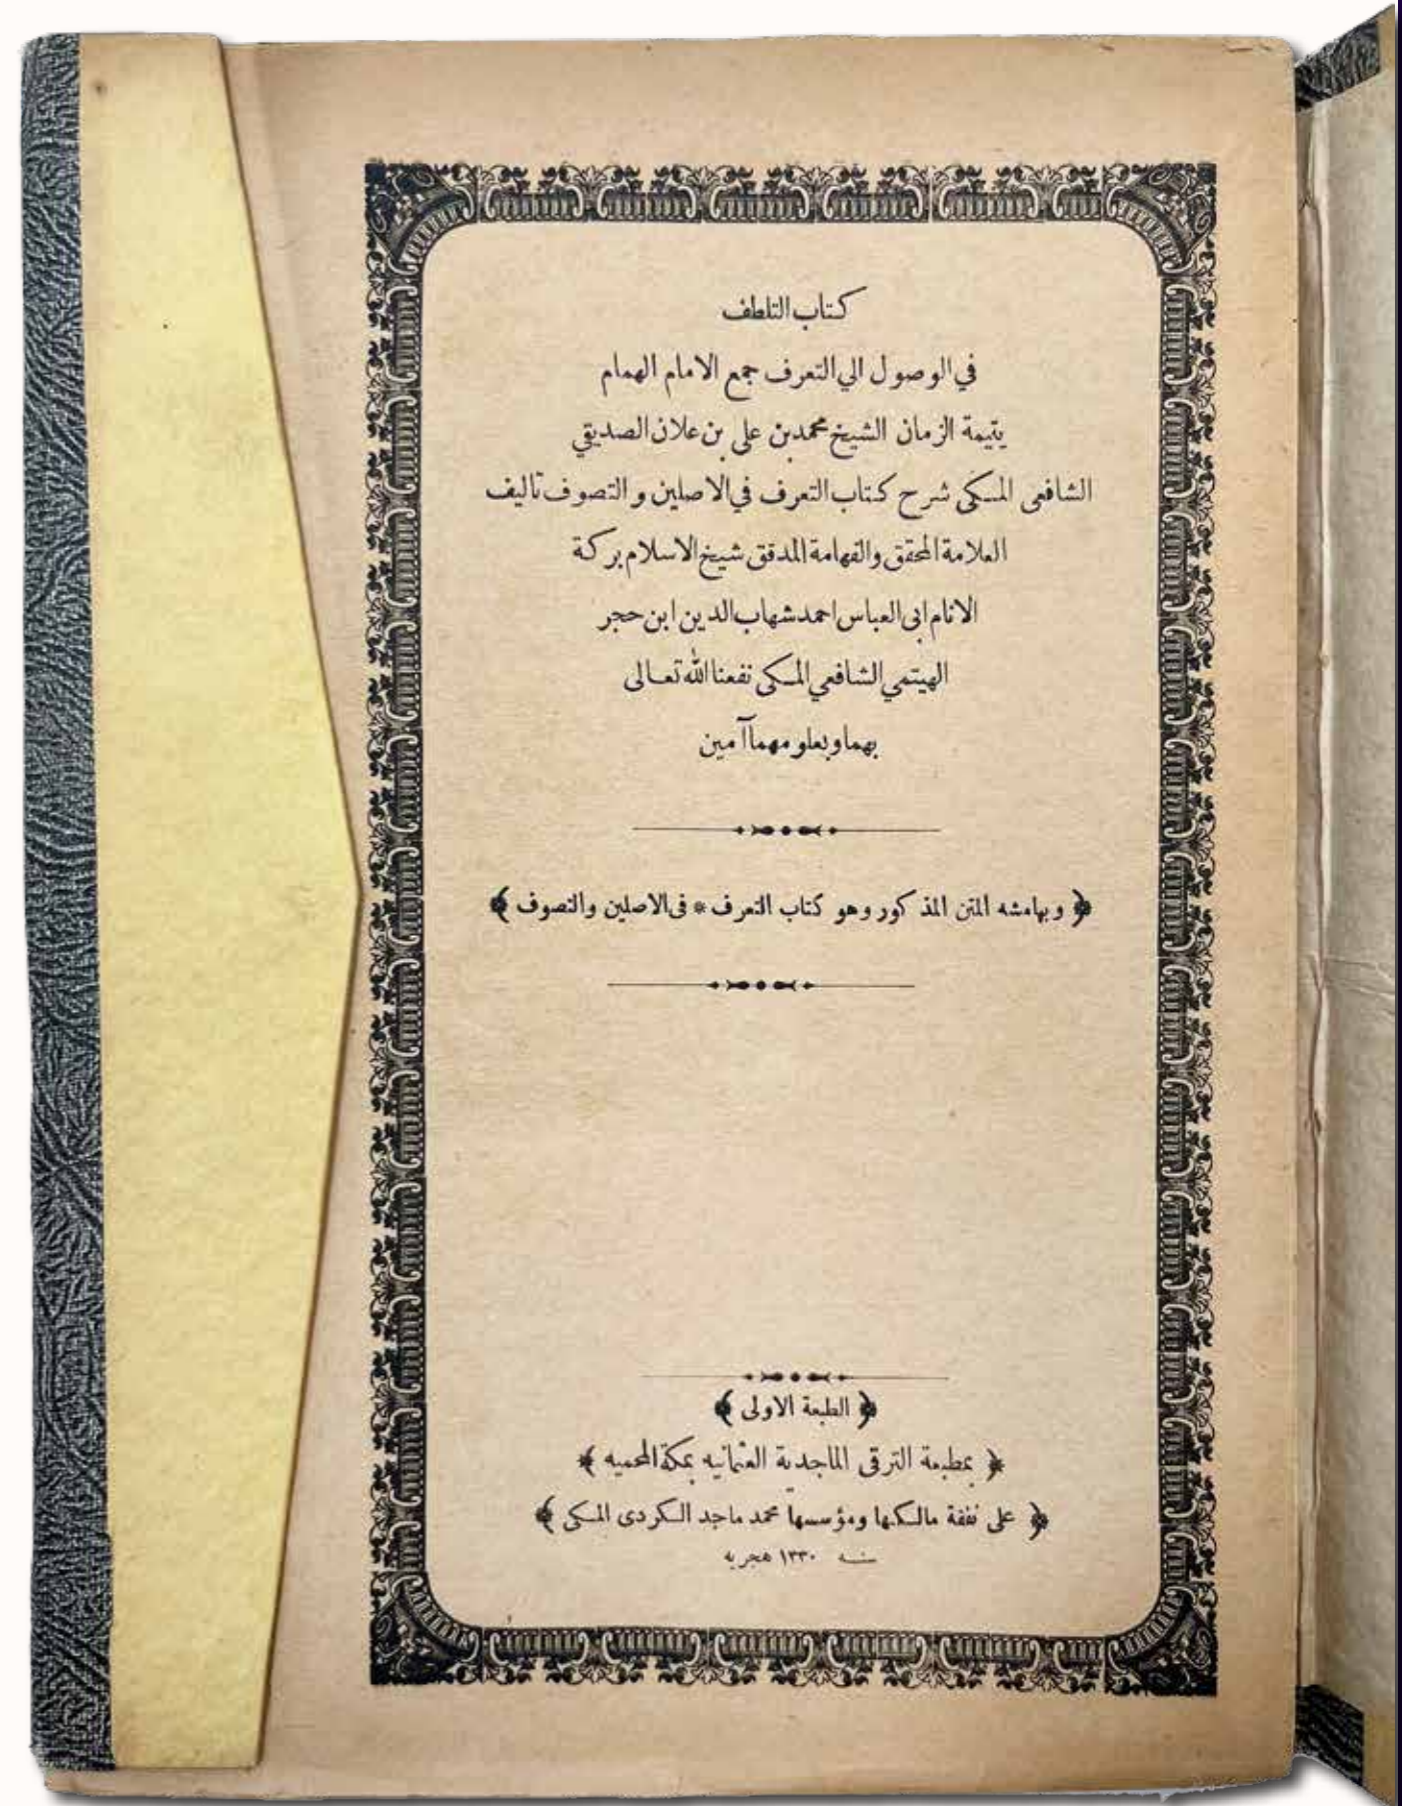 كتاب التلطف
في الوصول الي التعرف جمع الامام الهمام
يتيمة الزمان الشيخ محمد بن علي بن علان الصديقي
الشافعي المكي شرح كتاب التعرف في الاصلين والتصوف تاليف
العلامة المحقق والفهامة المدقق شيخ الاسلام بركة
الانام ابى العباس احمد شهاب الدين ابن حجر
الهيتمي الشافعي المكى نفعنا الله تعالى
بهما وبعلومهما آمين
﴿ وبهامشه المتن المذكور وهو كتاب التعرف * فى الاصلين والتصوف ﴾
﴿ الطبعة الاولى ﴾
﴿ بمطبعة الترقى الماجدية العثمانيه بمكة المحميه ﴾
﴿ على نفقة مالكها ومؤسسها محمد ماجد الكردى المكى ﴾
سنه ١٣٣٠ هجريه